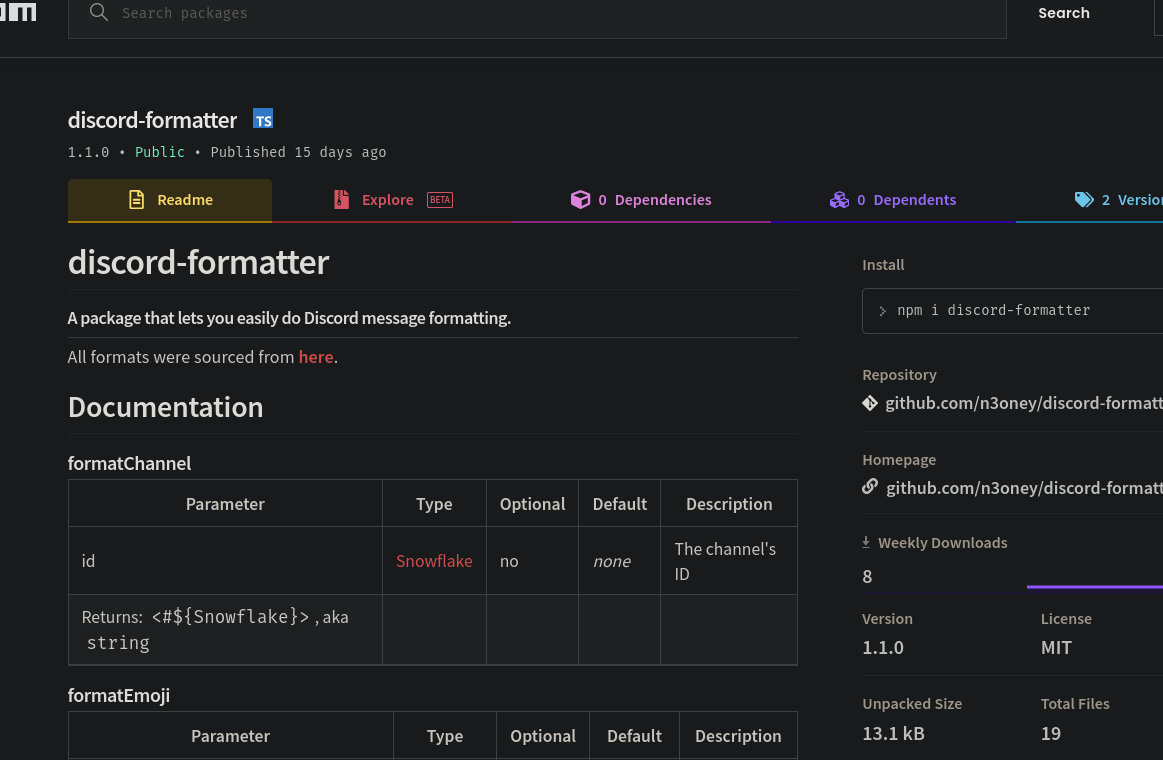 Search packages
Search
discord-formatter TS
1.1.0 • Public • Published 15 days ago
Readme
Explore BETA
0 Dependencies
0 Dependents
2 Versio
discord-formatter
A package that lets you easily do Discord message formatting.
All formats were sourced from here.
Documentation
formatChannel
Parameter Type Optional Default Description
id Snowflake no none The channel's
ID
Returns: <#${Snowflake}> , aka
string
formatEmoji
Parameter Type Optional Default Description
Install
> npm i discord-formatter
Repository
github.com/n3oney/discord-formatt
Homepage
github.com/n3oney/discord-formatt
Weekly Downloads
8
Version License
1.1.0 MIT
Unpacked Size Total Files
13.1 kB 19